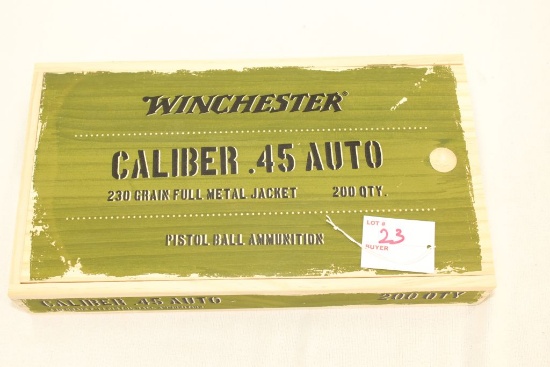 WINCHESTER®
CALIBER .45 AUTO
230 GRAIN FULL METAL JACKET 200 QTY.
PISTOL BALL AMMUNITION
LOT #
23
BUYER
CALIBER .45 AUTO 200 QTY